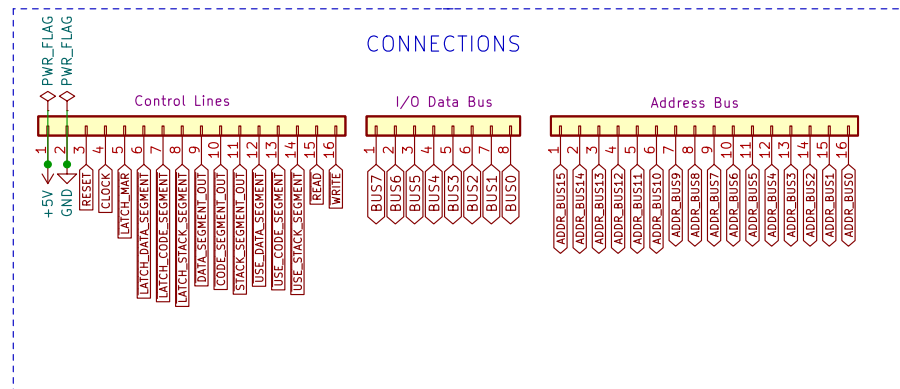 PWR_FLAG
PWR_FLAG
CONNECTIONS
Control Lines
I/O Data Bus
Address Bus
1 2 3 4 5 6 7 8 9 10 11 12 13 14 15 16
1 2 3 4 5 6 7 8
1 2 3 4 5 6 7 8 9 10 11 12 13 14 15 16
+5V
GND
RESET
CLOCK
LATCH_MAR
LATCH_DATA_SEGMENT
LATCH_CODE_SEGMENT
LATCH_STACK_SEGMENT
DATA_SEGMENT_OUT
CODE_SEGMENT_OUT
STACK_SEGMENT_OUT
USE_DATA_SEGMENT
USE_CODE_SEGMENT
USE_STACK_SEGMENT
READ
WRITE
BUS7
BUS6
BUS5
BUS4
BUS3
BUS2
BUS1
BUS0
ADDR_BUS15
ADDR_BUS14
ADDR_BUS13
ADDR_BUS12
ADDR_BUS11
ADDR_BUS10
ADDR_BUS9
ADDR_BUS8
ADDR_BUS7
ADDR_BUS6
ADDR_BUS5
ADDR_BUS4
ADDR_BUS3
ADDR_BUS2
ADDR_BUS1
ADDR_BUS0